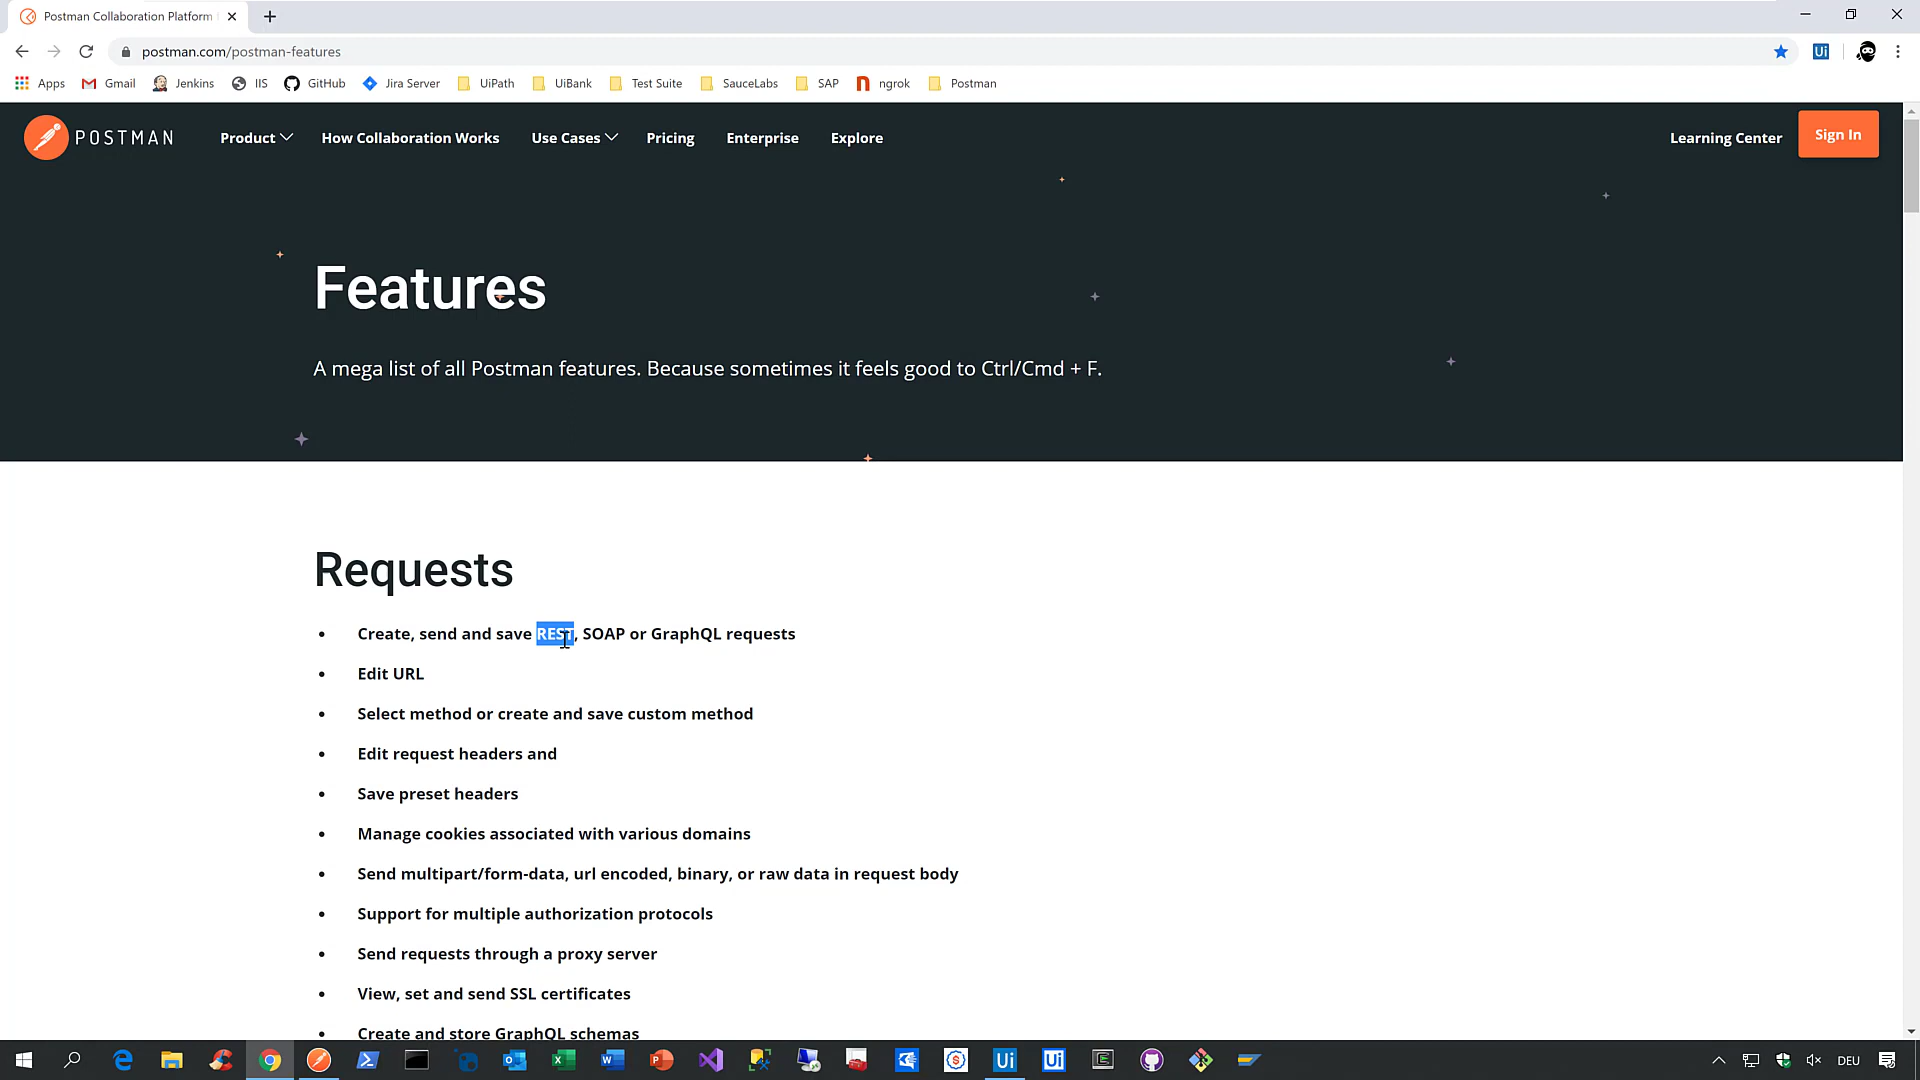 Postman Collaboration Platform
postman.com/postman-features
Apps Gmail Jenkins IIS GitHub Jira Server UiPath UiBank Test Suite SauceLabs SAP ngrok Postman
POSTMAN Product How Collaboration Works Use Cases Pricing Enterprise Explore Learning Center Sign In
Features
A mega list of all Postman features. Because sometimes it feels good to Ctrl/Cmd + F.
Requests
• Create, send and save REST, SOAP or GraphQL requests
• Edit URL
• Select method or create and save custom method
• Edit request headers and
• Save preset headers
• Manage cookies associated with various domains
• Send multipart/form-data, url encoded, binary, or raw data in request body
• Support for multiple authorization protocols
• Send requests through a proxy server
• View, set and send SSL certificates
• Create and store GraphQL schemas
DEU